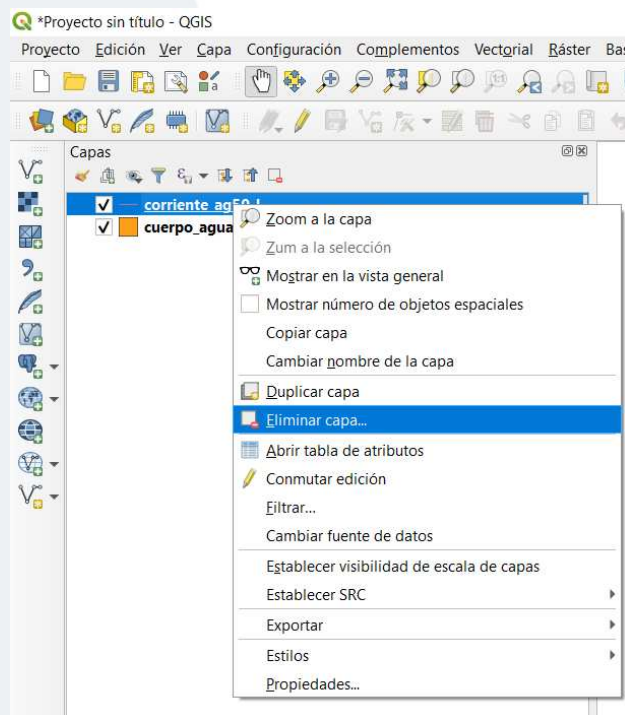 *Proyecto sin título - QGIS
Proyecto Edición Ver Capa Configuración Complementos Vectorial Ráster Bas
Capas
corriente_ag50_l
cuerpo_agua
Zoom a la capa
Zum a la selección
Mostrar en la vista general
Mostrar número de objetos espaciales
Copiar capa
Cambiar nombre de la capa
Duplicar capa
Eliminar capa...
Abrir tabla de atributos
Conmutar edición
Filtrar...
Cambiar fuente de datos
Establecer visibilidad de escala de capas
Establecer SRC
Exportar
Estilos
Propiedades...